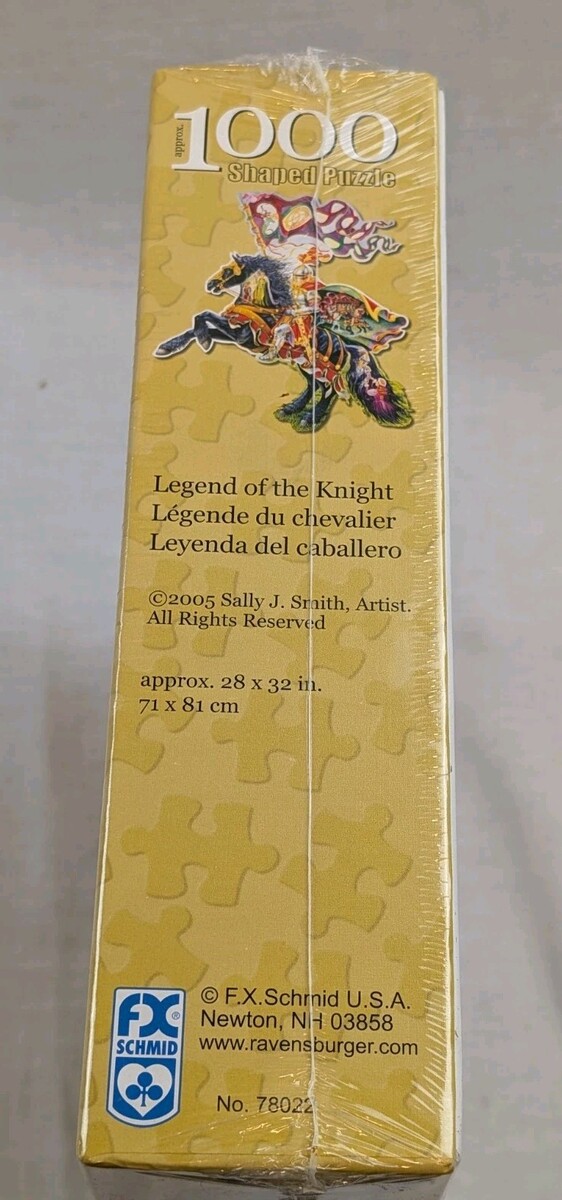 approx.
1000
Shaped Puzzle
Legend of the Knight
Légende du chevalier
Leyenda del caballero
©2005 Sally J. Smith, Artist.
All Rights Reserved
approx. 28 x 32 in.
71 x 81 cm
FX®
SCHMID
© F.X.Schmid U.S.A.
Newton, NH 03858
www.ravensburger.com
No. 78022